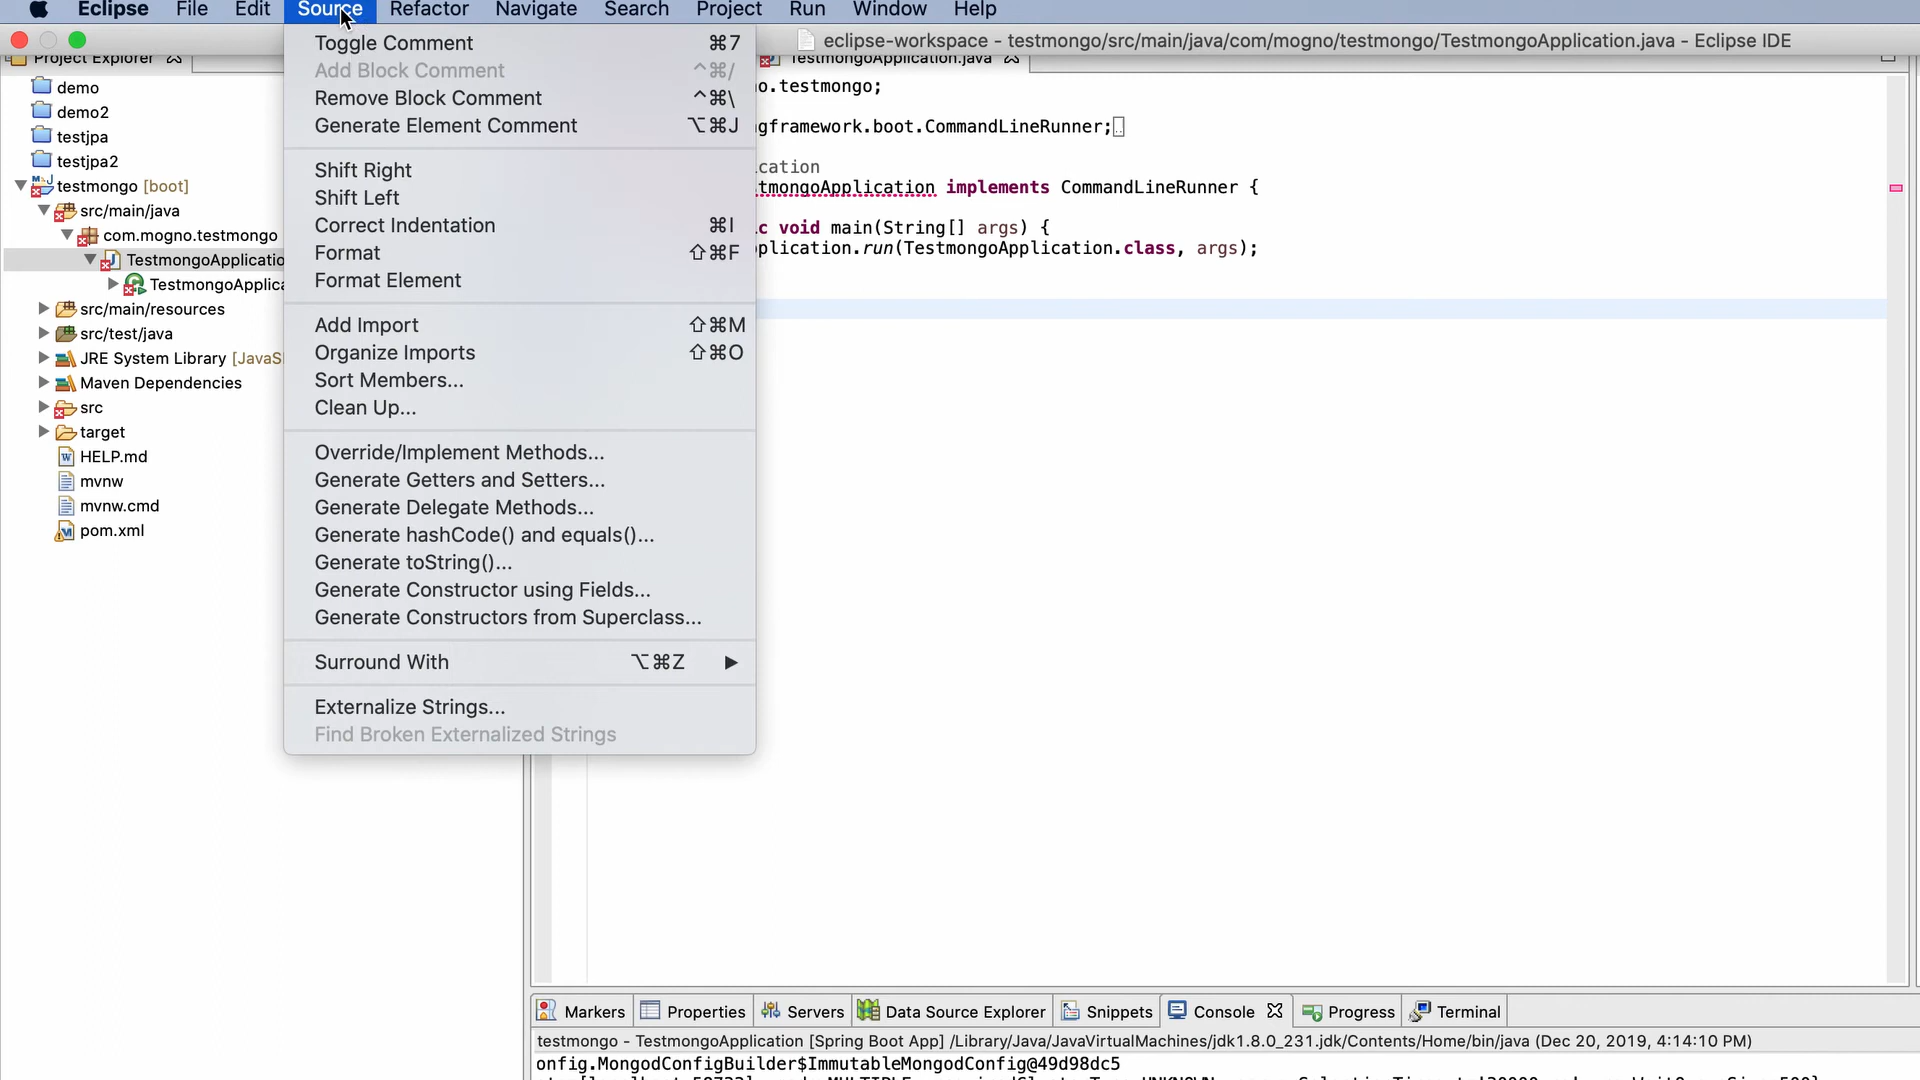 Eclipse File Edit Source Refactor Navigate Search Project Run Window Help
eclipse-workspace - testmongo/src/main/java/com/mogno/testmongo/TestmongoApplication.java - Eclipse IDE
Project Explorer
demo
demo2
testjpa
testjpa2
testmongo [boot]
src/main/java
com.mogno.testmongo
TestmongoApplicatio
TestmongoApplica
src/main/resources
src/test/java
JRE System Library [JavaS
Maven Dependencies
src
target
HELP.md
mvnw
mvnw.cmd
pom.xml
Toggle Comment ⌘7
Add Block Comment ^⌘/
Remove Block Comment ^⌘\
Generate Element Comment ⌥⌘J
Shift Right
Shift Left
Correct Indentation ⌘I
Format ⇧⌘F
Format Element
Add Import ⇧⌘M
Organize Imports ⇧⌘O
Sort Members...
Clean Up...
Override/Implement Methods...
Generate Getters and Setters...
Generate Delegate Methods...
Generate hashCode() and equals()...
Generate toString()...
Generate Constructor using Fields...
Generate Constructors from Superclass...
Surround With ⌥⌘Z
Externalize Strings...
Find Broken Externalized Strings
TestmongoApplication.java
o.testmongo;
gframework.boot.CommandLineRunner;
cation
tmongoApplication implements CommandLineRunner {
c void main(String[] args) {
plication.run(TestmongoApplication.class, args);
Markers Properties Servers Data Source Explorer Snippets Console Progress Terminal
testmongo - TestmongoApplication [Spring Boot App] /Library/Java/JavaVirtualMachines/jdk1.8.0_231.jdk/Contents/Home/bin/java (Dec 20, 2019, 4:14:10 PM)
onfig.MongodConfigBuilder$ImmutableMongodConfig@49d98dc5